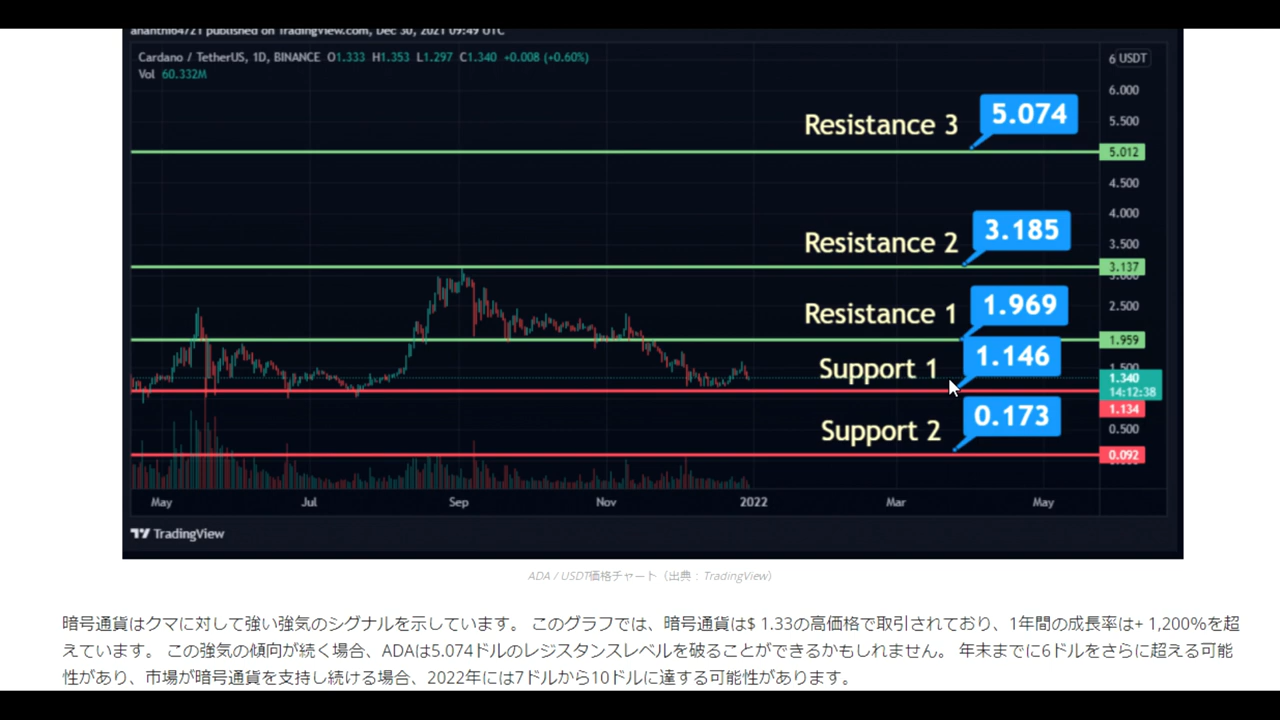 ananthi64721 published on TradingView.com, Dec 30, 2021 09:49 UTC
Cardano / TetherUS, 1D, BINANCE O1.333 H1.353 L1.297 C1.340 +0.008 (+0.60%)
6 USDT
Vol 60.332M
6.000
Resistance 3
5.074
5.500
5.012
4.500
4.000
Resistance 2
3.185
3.500
3.137
3.000
Resistance 1
1.969
2.500
1.959
Support 1
1.146
1.500
1.340
14:12:38
1.134
Support 2
0.173
0.500
0.092
May
Jul
Sep
Nov
2022
Mar
May
TradingView
ADA / USDT価格チャート（出典：TradingView）
暗号通貨はクマに対して強い強気のシグナルを示しています。 このグラフでは、暗号通貨は$ 1.33の高価格で取引されており、1年間の成長率は+ 1,200％を超
えています。 この強気の傾向が続く場合、ADAは5.074ドルのレジスタンスレベルを破ることができるかもしれません。 年末までに6ドルをさらに超える可能
性があり、市場が暗号通貨を支持し続ける場合、2022年には7ドルから10ドルに達する可能性があります。